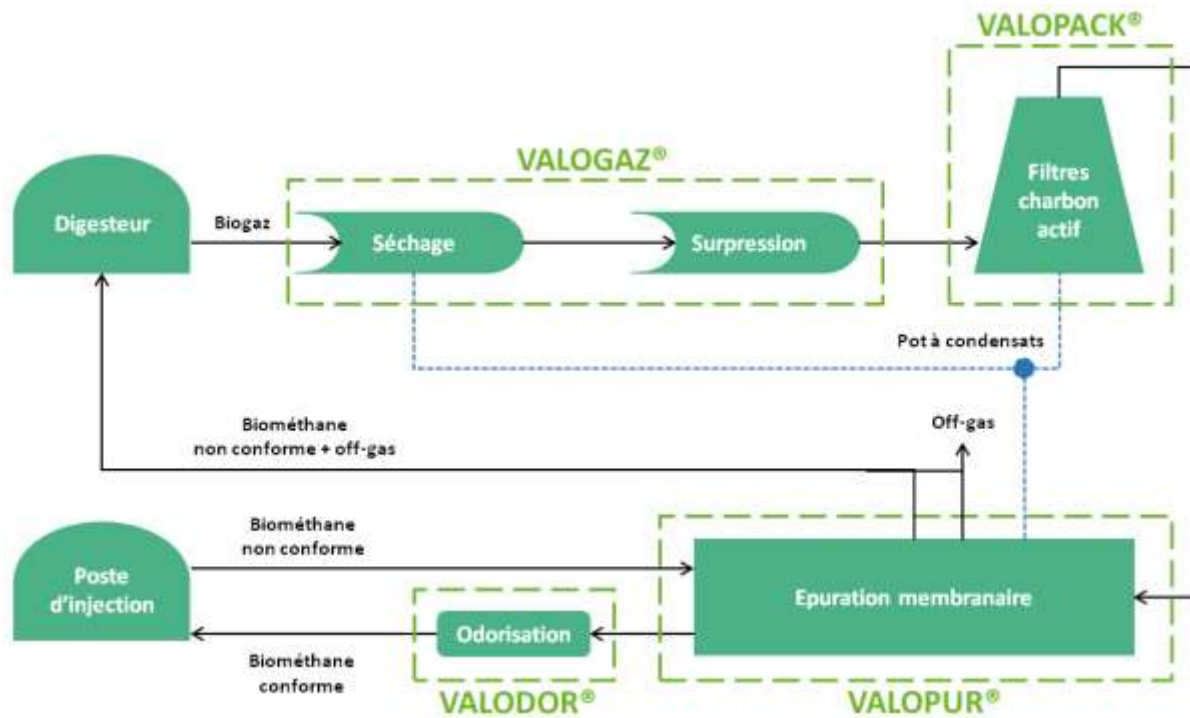 VALOPACK®
VALOGAZ®
Digesteur
Biogaz
Séchage
Surpression
Filtres
charbon
actif
Pot à condensats
Biométhane
non conforme + off-gas
Off-gas
Biométhane
non conforme
Poste
d'injection
Epuration membranaire
Odorisation
Biométhane
conforme
VALODOR®
VALOPUR®